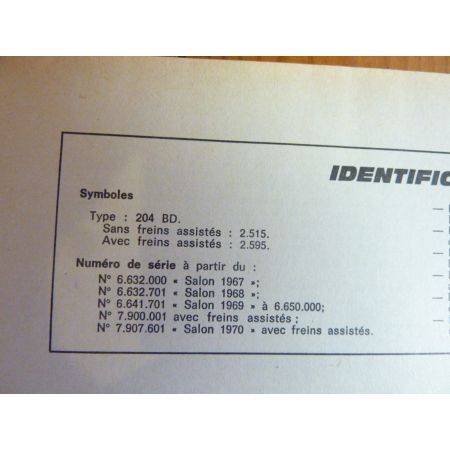 IDENTIFIC
Symboles
Type : 204 BD.
Sans freins assistés : 2.515.
Avec freins assistés : 2.595.
Numéro de série à partir du :
N° 6.632.000 « Salon 1967 »;
N° 6.632.701 « Salon 1968 »;
N° 6.641.701 « Salon 1969 » à 6.650.000;
N° 7.900.001 avec freins assistés ;
N° 7.907.601 « Salon 1970 » avec freins assistés.